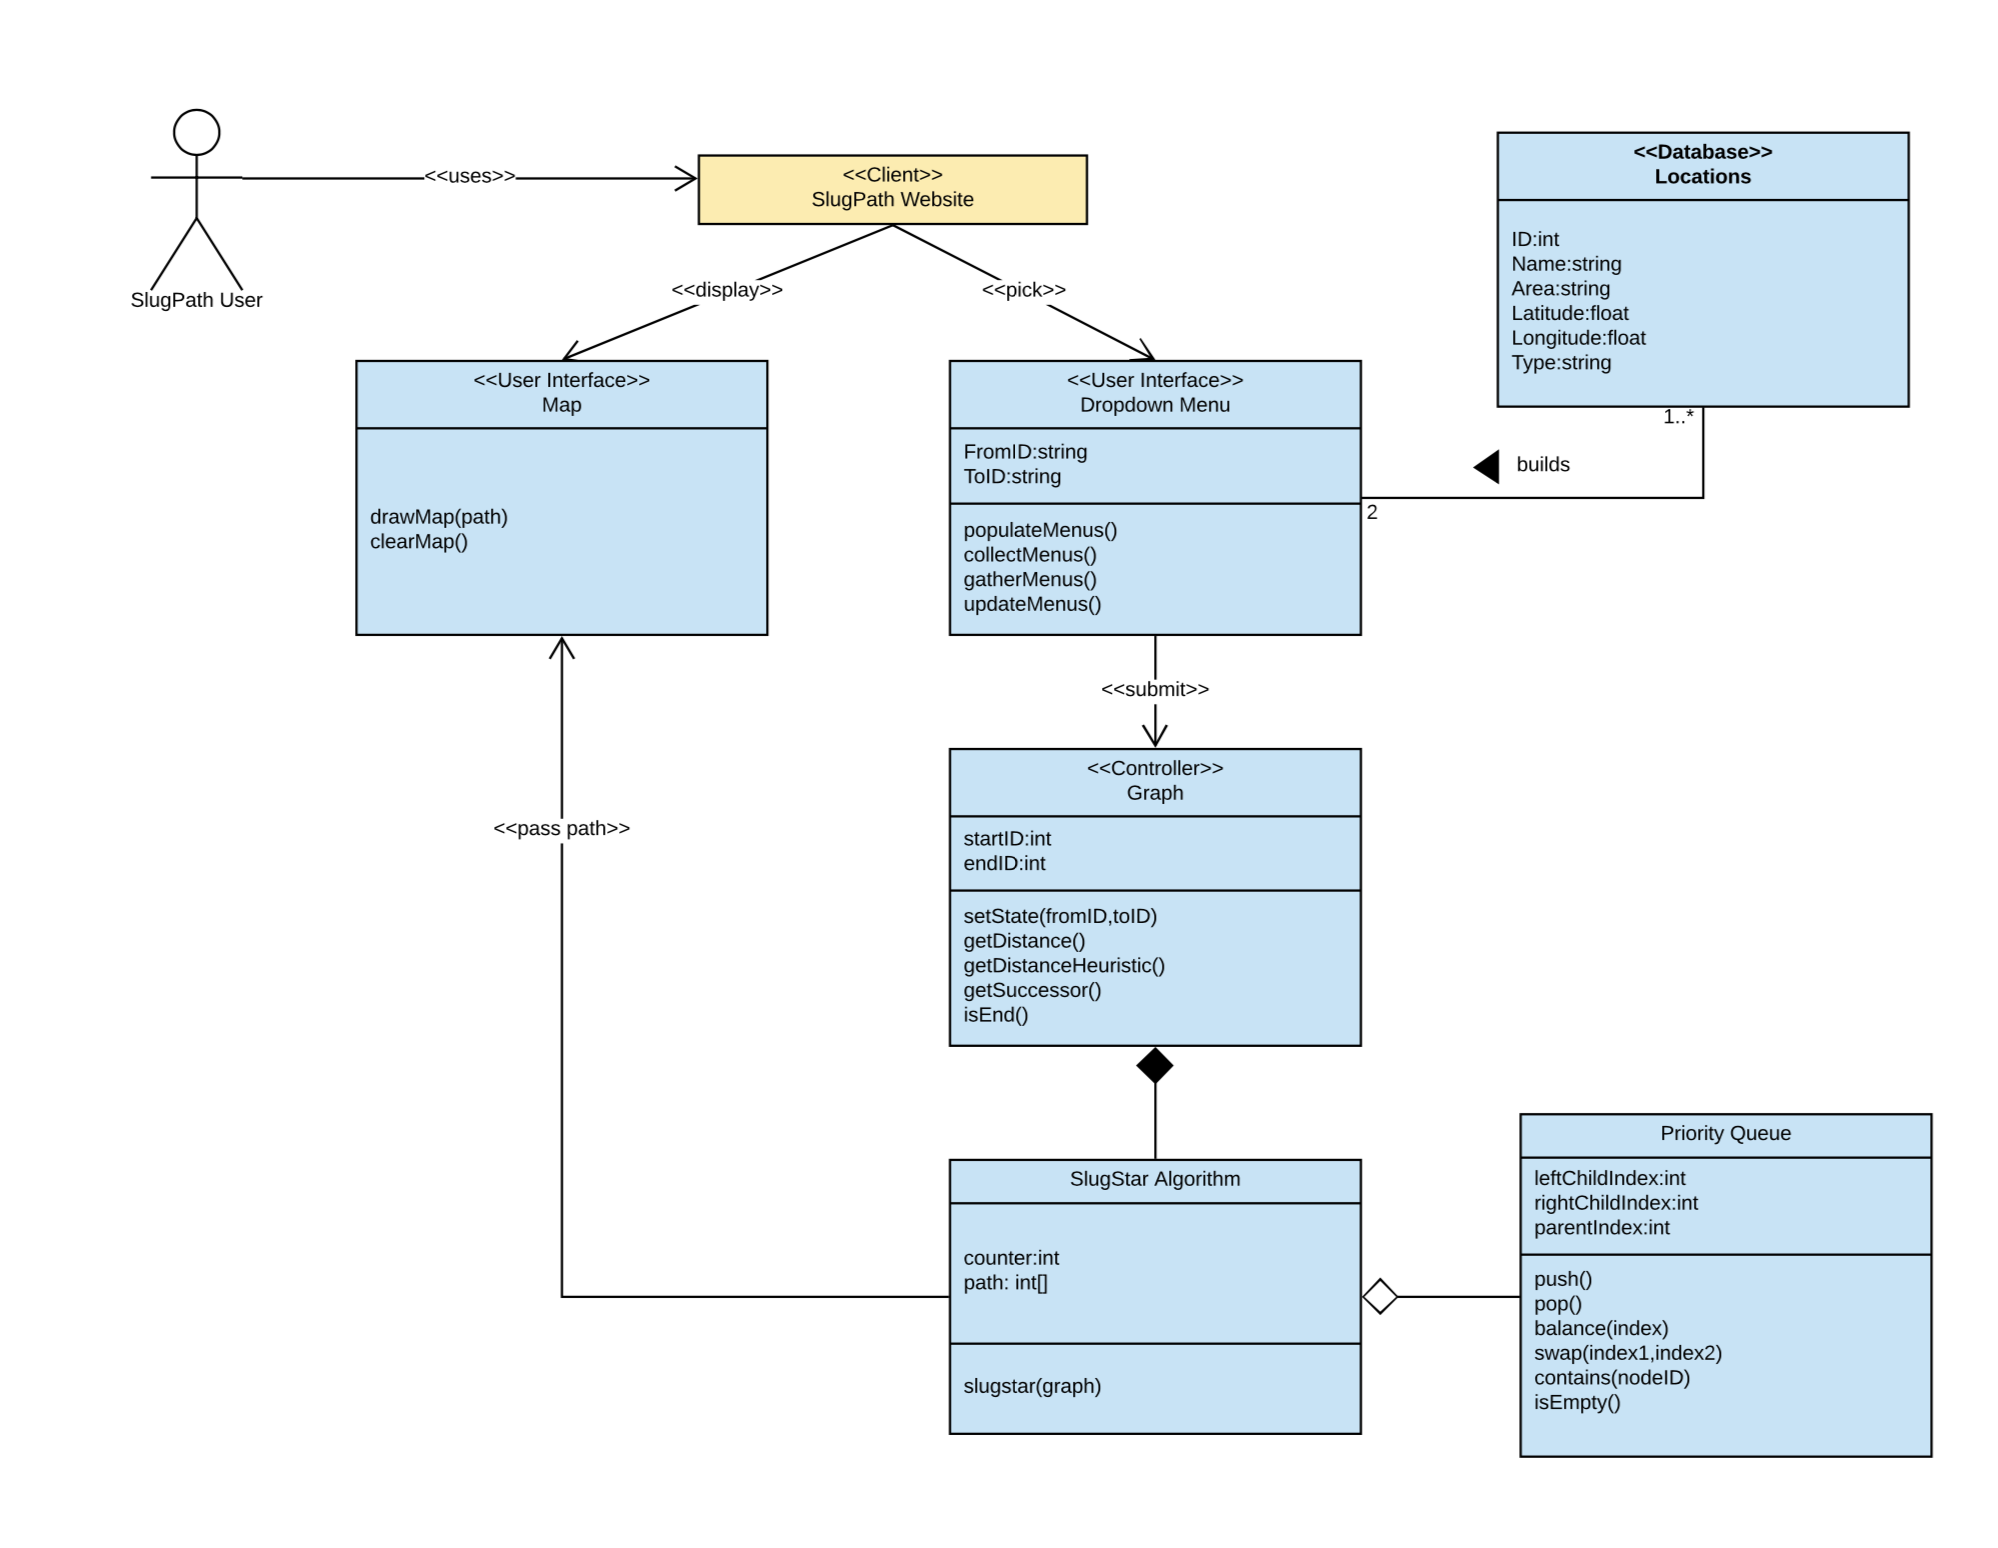 <<uses>>
SlugPath User
<<Client>>
SlugPath Website
<<display>>
<<pick>>
<<Database>>
Locations
ID:int
Name:string
Area:string
Latitude:float
Longitude:float
Type:string
1..*
builds
2
<<User Interface>>
Map
drawMap(path)
clearMap()
<<User Interface>>
Dropdown Menu
FromID:string
ToID:string
populateMenus()
collectMenus()
gatherMenus()
updateMenus()
<<submit>>
<<pass path>>
<<Controller>>
Graph
startID:int
endID:int
setState(fromID,toID)
getDistance()
getDistanceHeuristic()
getSuccessor()
isEnd()
SlugStar Algorithm
counter:int
path: int[]
slugstar(graph)
Priority Queue
leftChildIndex:int
rightChildIndex:int
parentIndex:int
push()
pop()
balance(index)
swap(index1,index2)
contains(nodeID)
isEmpty()